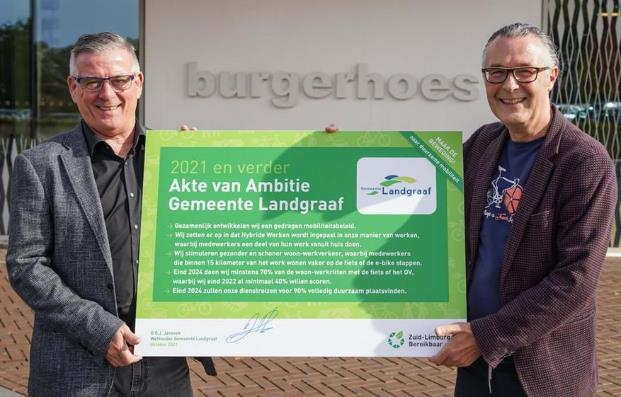 burgerhoes
MAAK DE
BEWEGING!
naar duurzame mobiliteit
2021 en verder
Akte van Ambitie
Gemeente Landgraaf
Gemeente Landgraaf
> Gezamenlijk ontwikkelen wij een gedragen mobiliteitsbeleid.
> Wij zetten er op in dat Hybride Werken wordt ingepast in onze manier van werken,
waarbij medewerkers een deel van hun werk vanuit huis doen.
> Wij stimuleren gezonder en schoner woon-werkverkeer, waarbij medewerkers
die binnen 15 kilometer van het werk wonen vaker op de fiets of de e-bike stappen.
> Eind 2024 doen wij minstens 70% van de woon-werkritten met de fiets of het OV,
waarbij wij eind 2022 al minimaal 40% willen scoren.
> Eind 2024 zullen onze dienstreizen voor 90% volledig duurzaam plaatsvinden.
Wethouder Gemeente Landgraaf
Oktober 2021
Zuid-Limburg
Bereikbaar